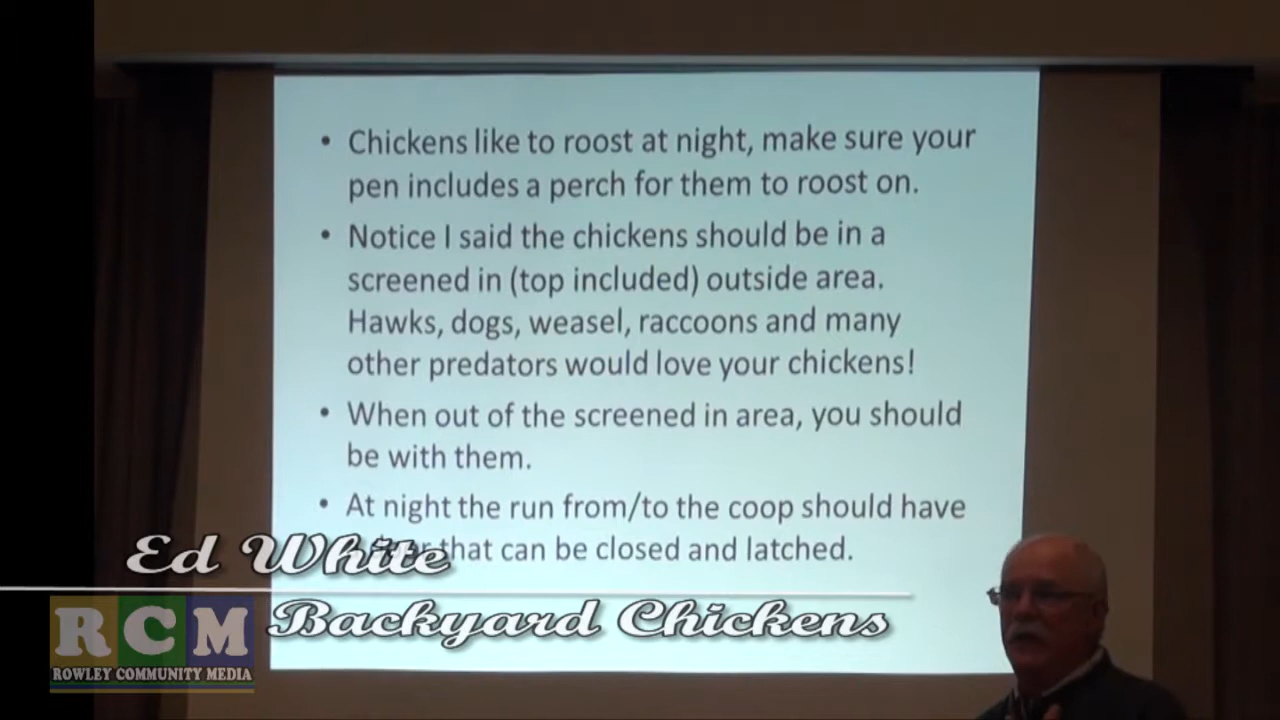 • Chickens like to roost at night, make sure your
pen includes a perch for them to roost on.
• Notice I said the chickens should be in a
screened in (top included) outside area.
Hawks, dogs, weasel, raccoons and many
other predators would love your chickens!
• When out of the screened in area, you should
be with them.
• At night the run from/to the coop should have
that can be closed and latched.
Ed White
Backyard Chickens
RCM
ROWLEY COMMUNITY MEDIA